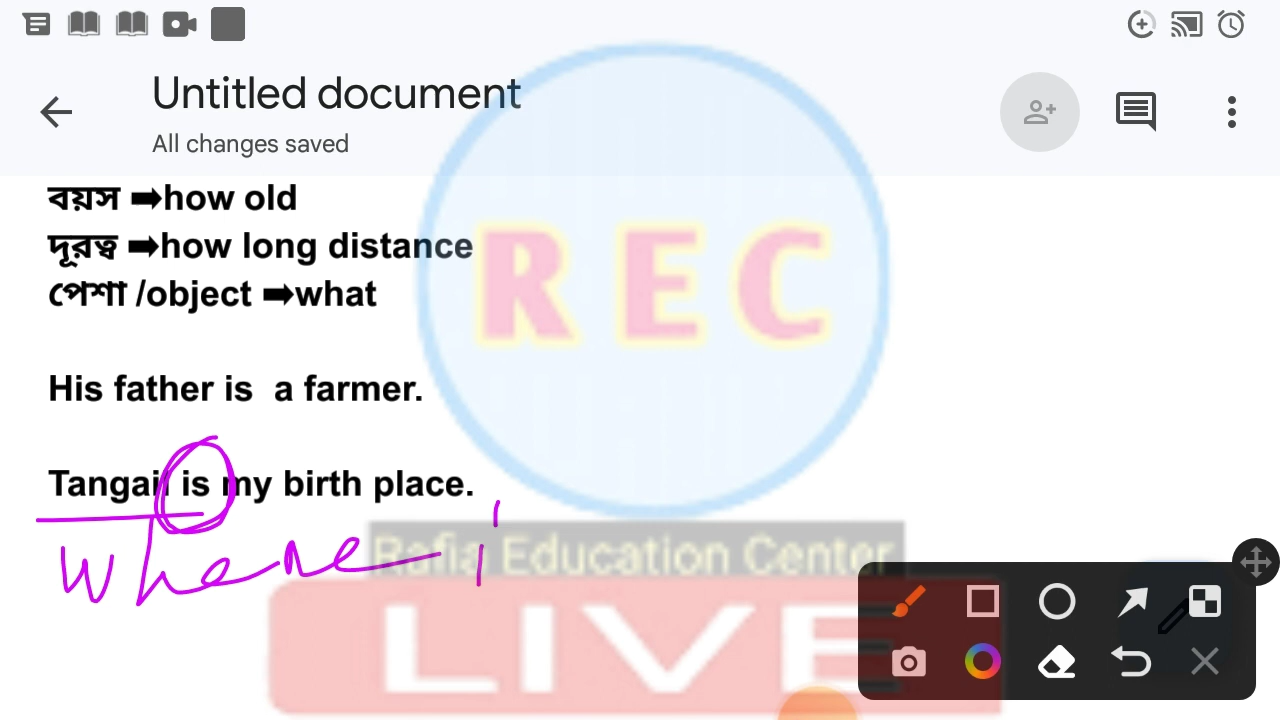 Untitled document
All changes saved
বয়স ➡how old
দূরত্ব ➡how long distance
পেশা /object ➡what
REC
His father is a farmer.
Tangail is my birth place.
where i
Rafia Education Center
LIVE